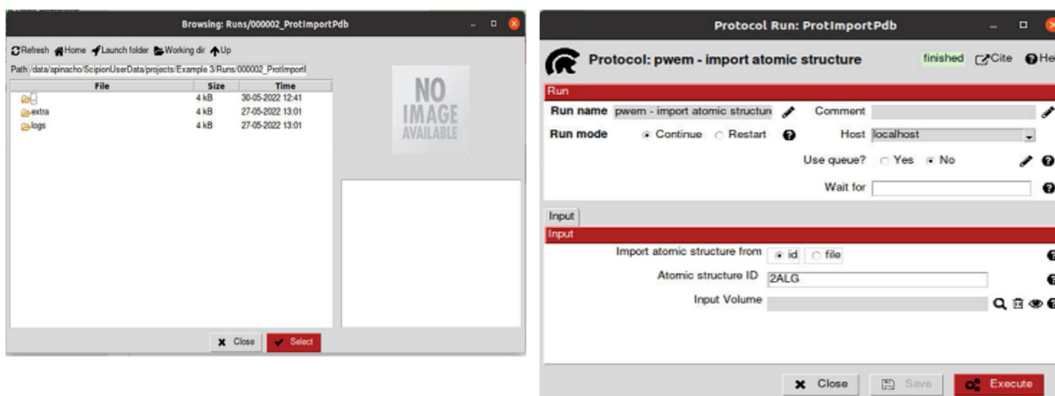 Browsing: Runs/000002_ProtImportPdb
Refresh Home Launch folder Working dir Up
Path /data/apinacho/ScipionUserData/projects/Example 3/Runs/000002_ProtImportI
File Size Time
4 kB 30-05-2022 12:41
extra 4 kB 27-05-2022 13:01
logs 4 kB 27-05-2022 13:01
NO
IMAGE
AVAILABLE
Close Select
Protocol Run: ProtImportPdb
Protocol: pwem - import atomic structure finished Cite Hel
Run
Run name pwem - import atomic structun Comment
Run mode Continue Restart Host localhost
Use queue? Yes No
Wait for
Input
Input
Import atomic structure from id file
Atomic structure ID 2ALG
Input Volume
Close Save Execute